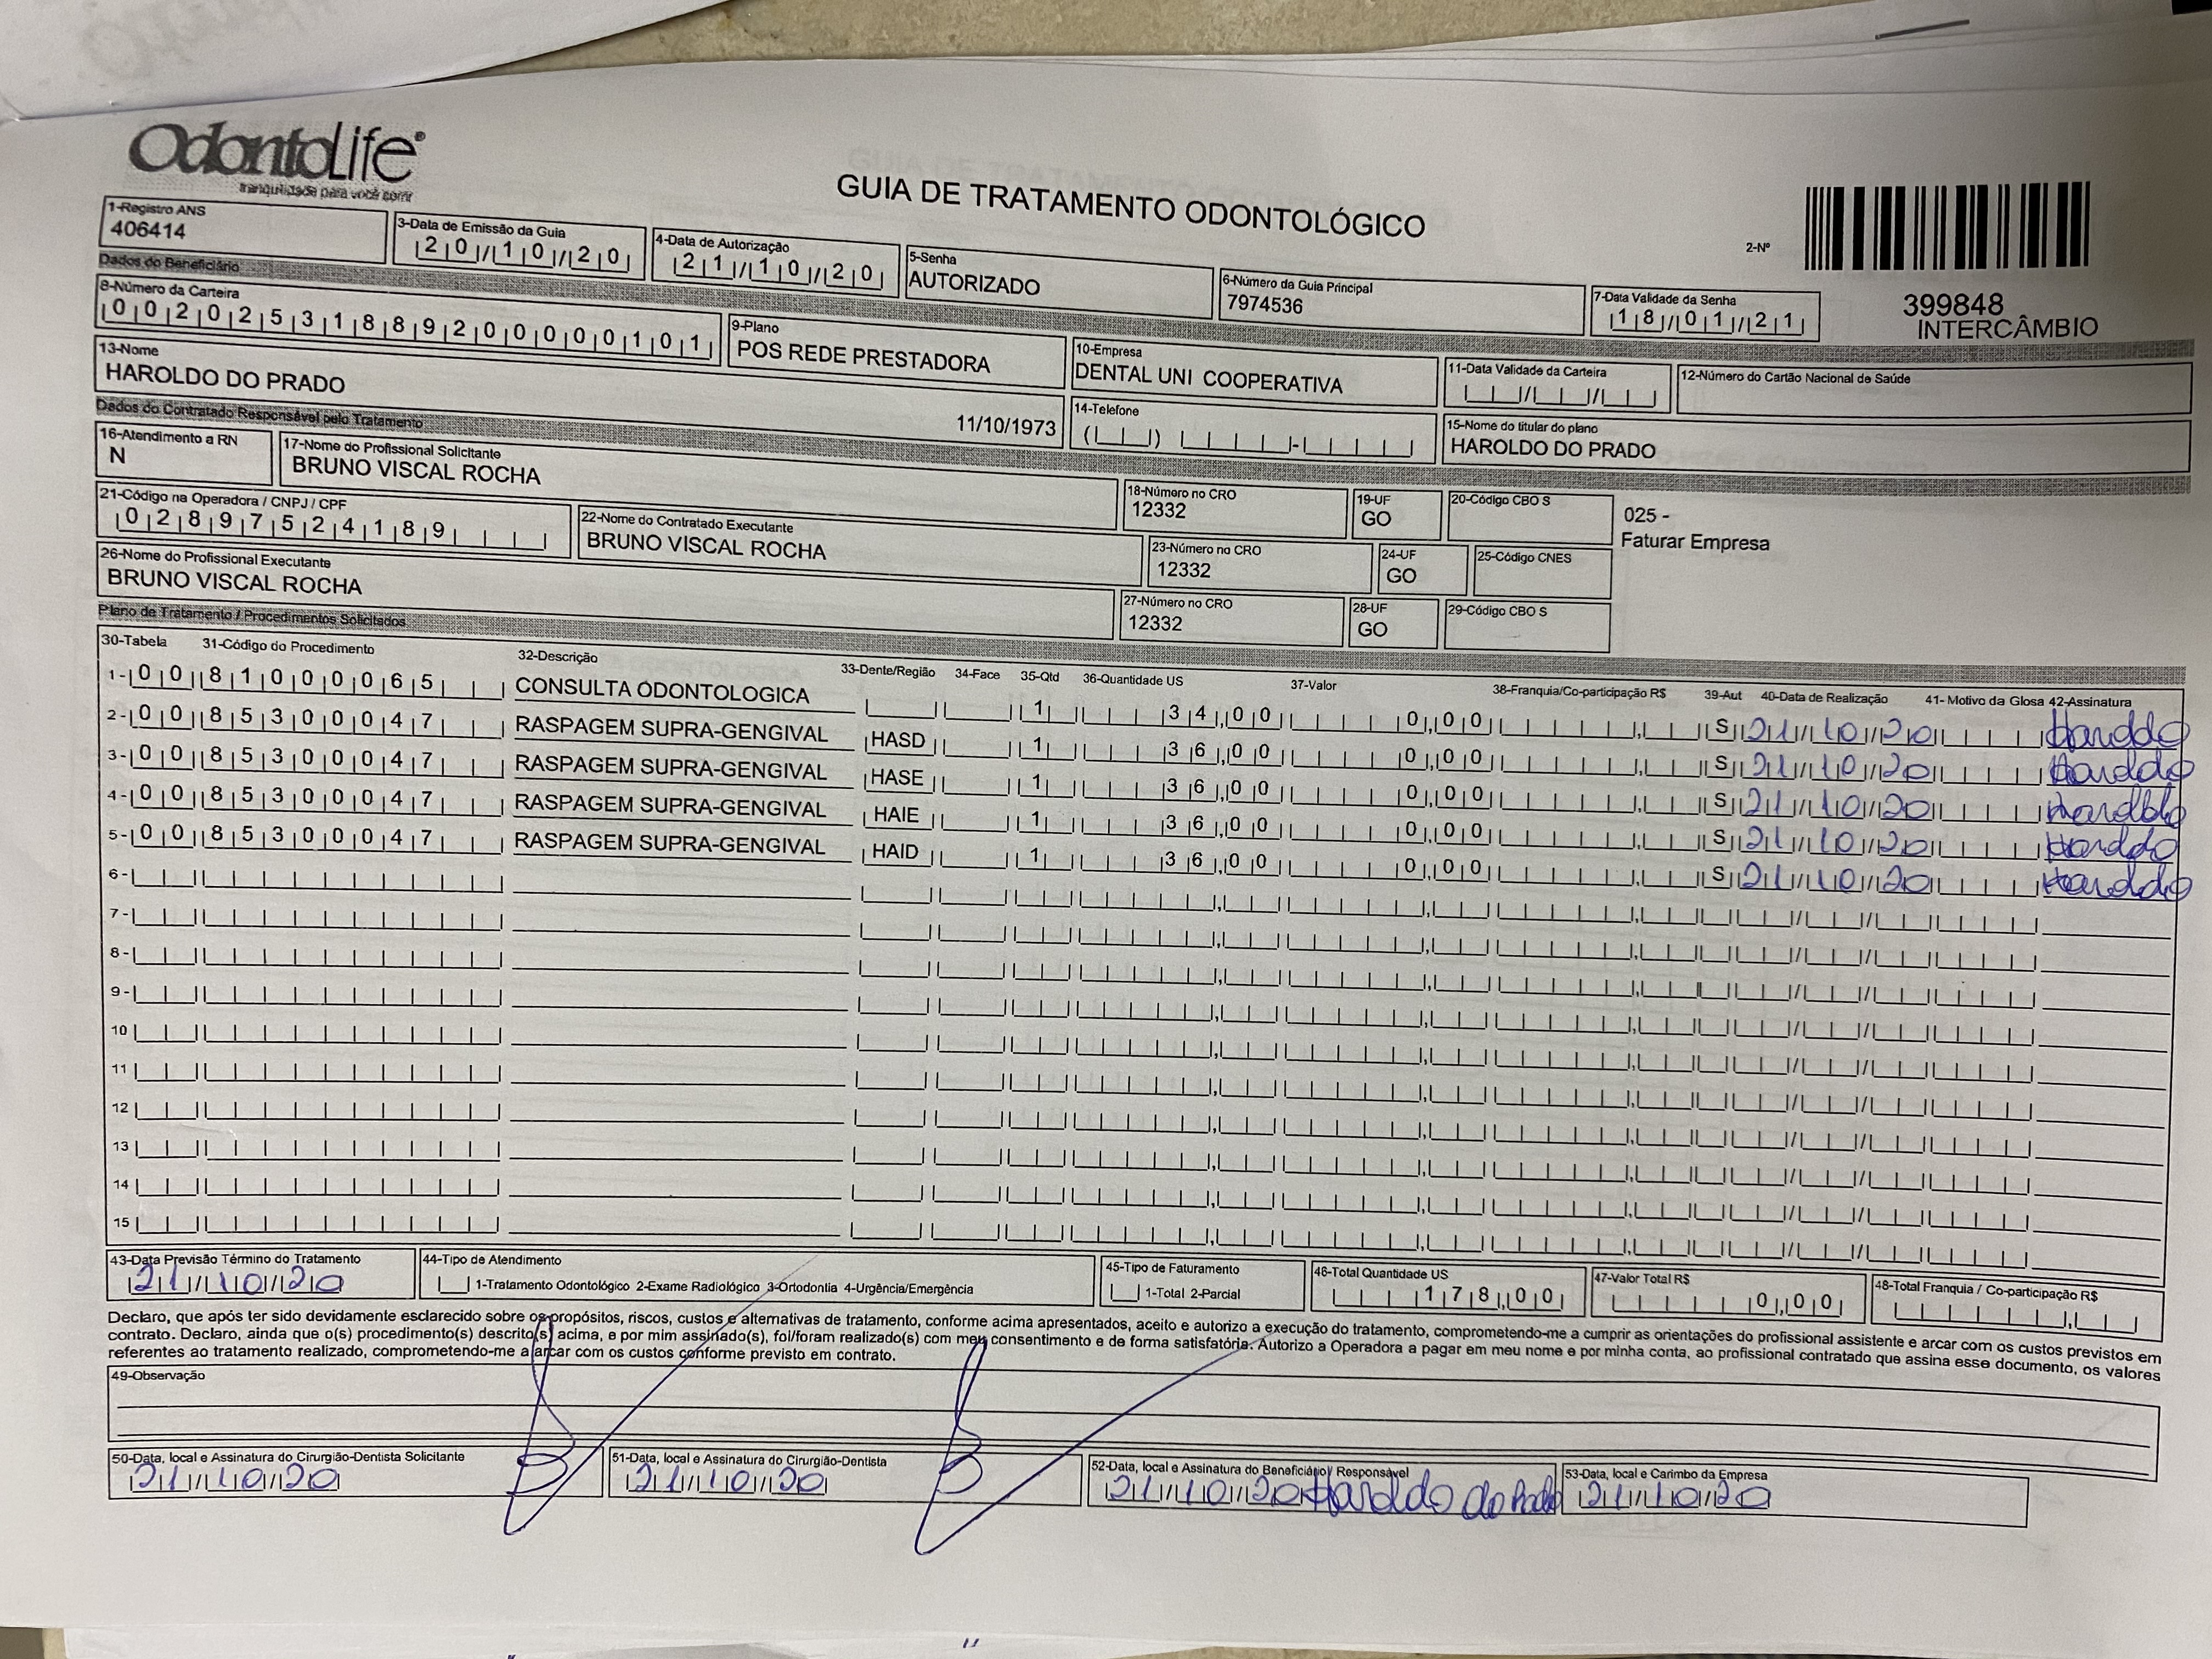 OdontoLife®
tranquilidade para você sorrir
GUIA DE TRATAMENTO ODONTOLÓGICO
2-Nº
399848
INTERCÂMBIO
1-Registro ANS
406414
3-Data de Emissão da Guia
20/10/20
4-Data de Autorização
21/10/20
5-Senha
AUTORIZADO
6-Número da Guia Principal
7974536
7-Data Validade da Senha
18/01/21
Dados do Beneficiário
8-Número da Carteira
00202531889200000101
9-Plano
POS REDE PRESTADORA
10-Empresa
DENTAL UNI COOPERATIVA
11-Data Validade da Carteira
12-Número do Cartão Nacional de Saúde
13-Nome
HAROLDO DO PRADO
11/10/1973
14-Telefone
15-Nome do titular do plano
HAROLDO DO PRADO
Dados do Contratado Responsável pelo Tratamento
16-Atendimento a RN
N
17-Nome do Profissional Solicitante
BRUNO VISCAL ROCHA
18-Número no CRO
12332
19-UF
GO
20-Código CBO S
025 -
Faturar Empresa
21-Código na Operadora / CNPJ / CPF
02897524189
22-Nome do Contratado Executante
BRUNO VISCAL ROCHA
23-Número no CRO
12332
24-UF
GO
25-Código CNES
26-Nome do Profissional Executante
BRUNO VISCAL ROCHA
27-Número no CRO
12332
28-UF
GO
29-Código CBO S
Plano de Tratamento / Procedimentos Solicitados
30-Tabela 31-Código do Procedimento 32-Descrição 33-Dente/Região 34-Face 35-Qtd 36-Quantidade US 37-Valor 38-Franquia/Co-participação R$ 39-Aut 40-Data de Realização 41- Motivo da Glosa 42-Assinatura
1- 00 81000065 CONSULTA ODONTOLOGICA 1 34,00 0,00 S 21/10/20 Haroldo
2- 00 85300047 RASPAGEM SUPRA-GENGIVAL HASD 1 36,00 0,00 S 21/10/20 Haroldo
3- 00 85300047 RASPAGEM SUPRA-GENGIVAL HASE 1 36,00 0,00 S 21/10/20 Haroldo
4- 00 85300047 RASPAGEM SUPRA-GENGIVAL HAIE 1 36,00 0,00 S 21/10/20 Haroldo
5- 00 85300047 RASPAGEM SUPRA-GENGIVAL HAID 1 36,00 0,00 S 21/10/20 Haroldo
6-
7-
8-
9-
10
11
12
13
14
15
43-Data Previsão Término do Tratamento
21/10/20
44-Tipo de Atendimento
1-Tratamento Odontológico 2-Exame Radiológico 3-Ortodontia 4-Urgência/Emergência
45-Tipo de Faturamento
1-Total 2-Parcial
46-Total Quantidade US
178,00
47-Valor Total R$
0,00
48-Total Franquia / Co-participação R$
Declaro, que após ter sido devidamente esclarecido sobre os propósitos, riscos, custos e alternativas de tratamento, conforme acima apresentados, aceito e autorizo a execução do tratamento, comprometendo-me a cumprir as orientações do profissional assistente e arcar com os custos previstos em
contrato. Declaro, ainda que o(s) procedimento(s) descrito(s) acima, e por mim assinado(s), foi/foram realizado(s) com meu consentimento e de forma satisfatória. Autorizo a Operadora a pagar em meu nome e por minha conta, ao profissional contratado que assina esse documento, os valores
referentes ao tratamento realizado, comprometendo-me a arcar com os custos conforme previsto em contrato.
49-Observação
50-Data, local e Assinatura do Cirurgião-Dentista Solicitante
21/10/20
51-Data, local e Assinatura do Cirurgião-Dentista
21/10/20
52-Data, local e Assinatura do Beneficiário / Responsável
21/10/20 Haroldo do Prado
53-Data, local e Carimbo da Empresa
21/10/20